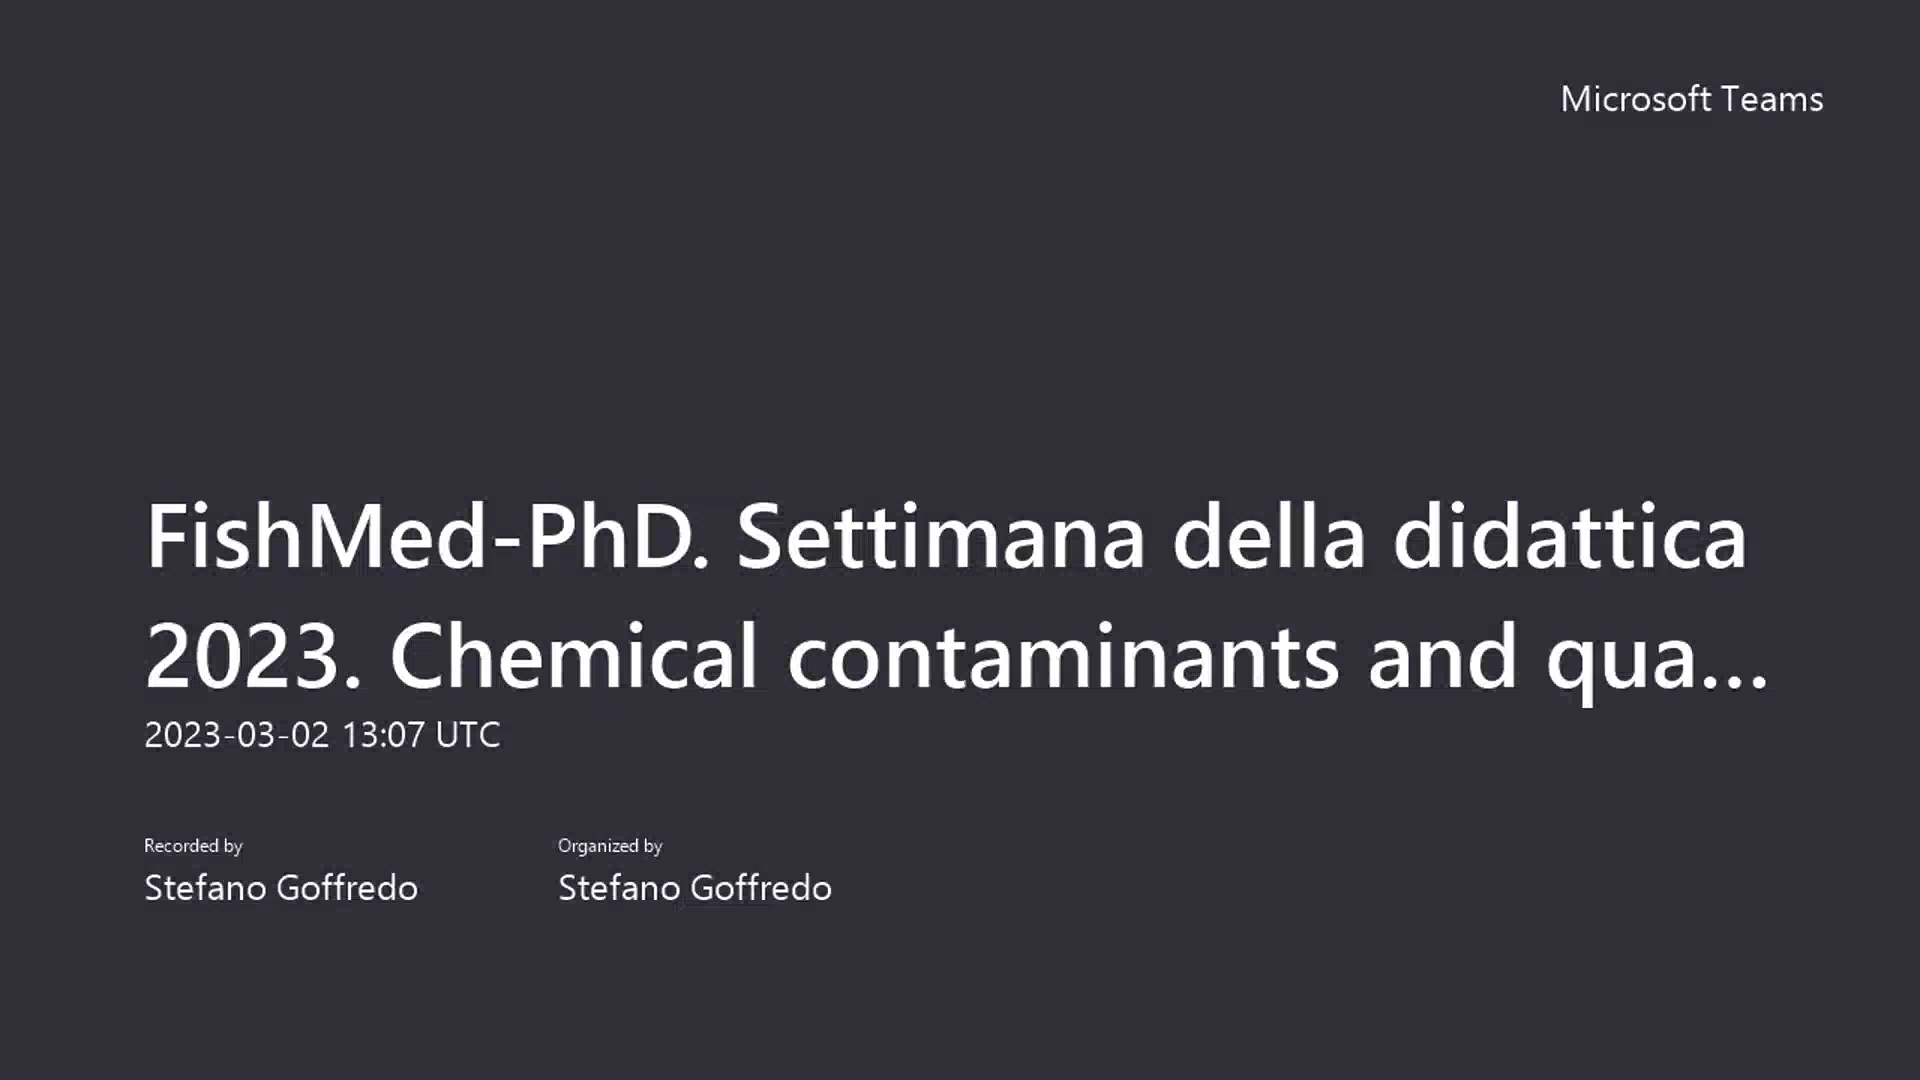 Microsoft Teams
FishMed-PhD. Settimana della didattica
2023. Chemical contaminants and qua...
2023-03-02 13:07 UTC
Recorded by
Organized by
Stefano Goffredo
Stefano Goffredo